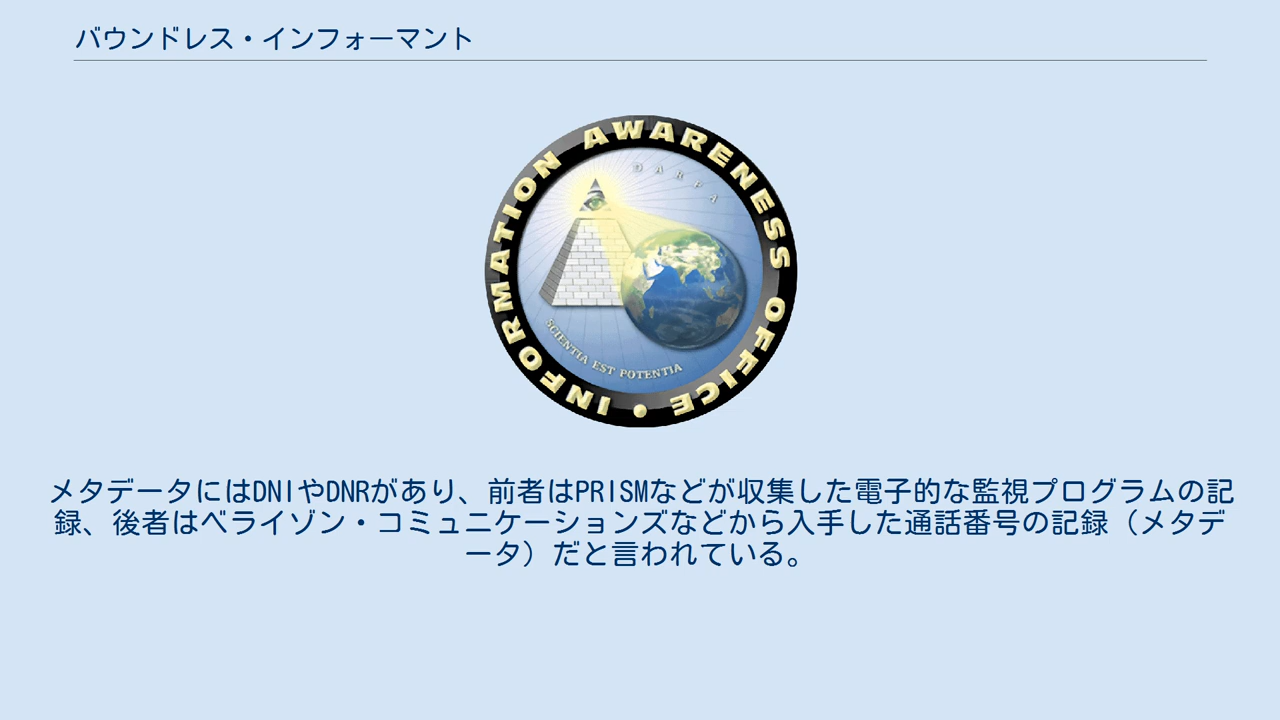 バウンドレス・インフォーマント
INFORMATION AWARENESS OFFICE •
DARPA
SCIENTIA EST POTENTIA
メタデータにはDNIやDNRがあり、前者はPRISMなどが収集した電子的な監視プログラムの記
録、後者はベライゾン・コミュニケーションズなどから入手した通話番号の記録（メタデ
ータ）だと言われている。